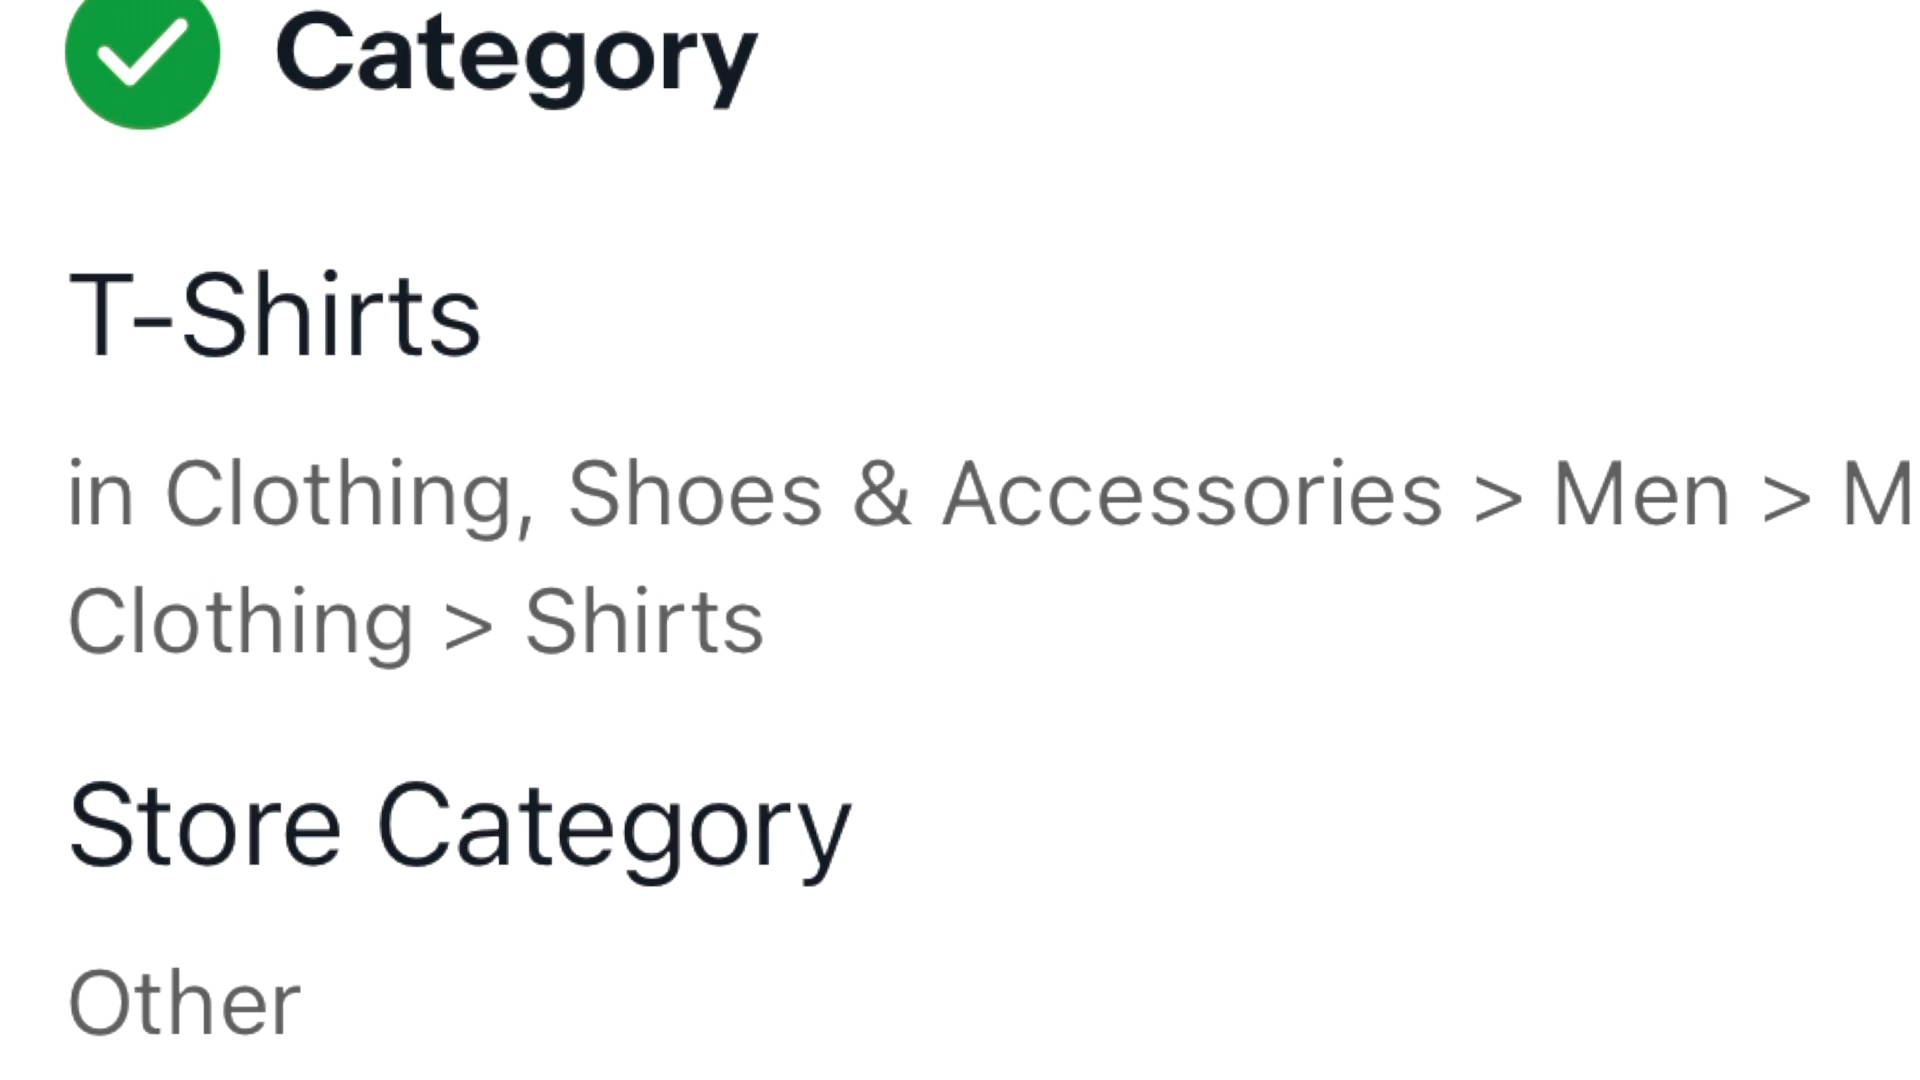 Category
T-Shirts
in Clothing, Shoes & Accessories > Men >
Clothing > Shirts
Store Category
Other